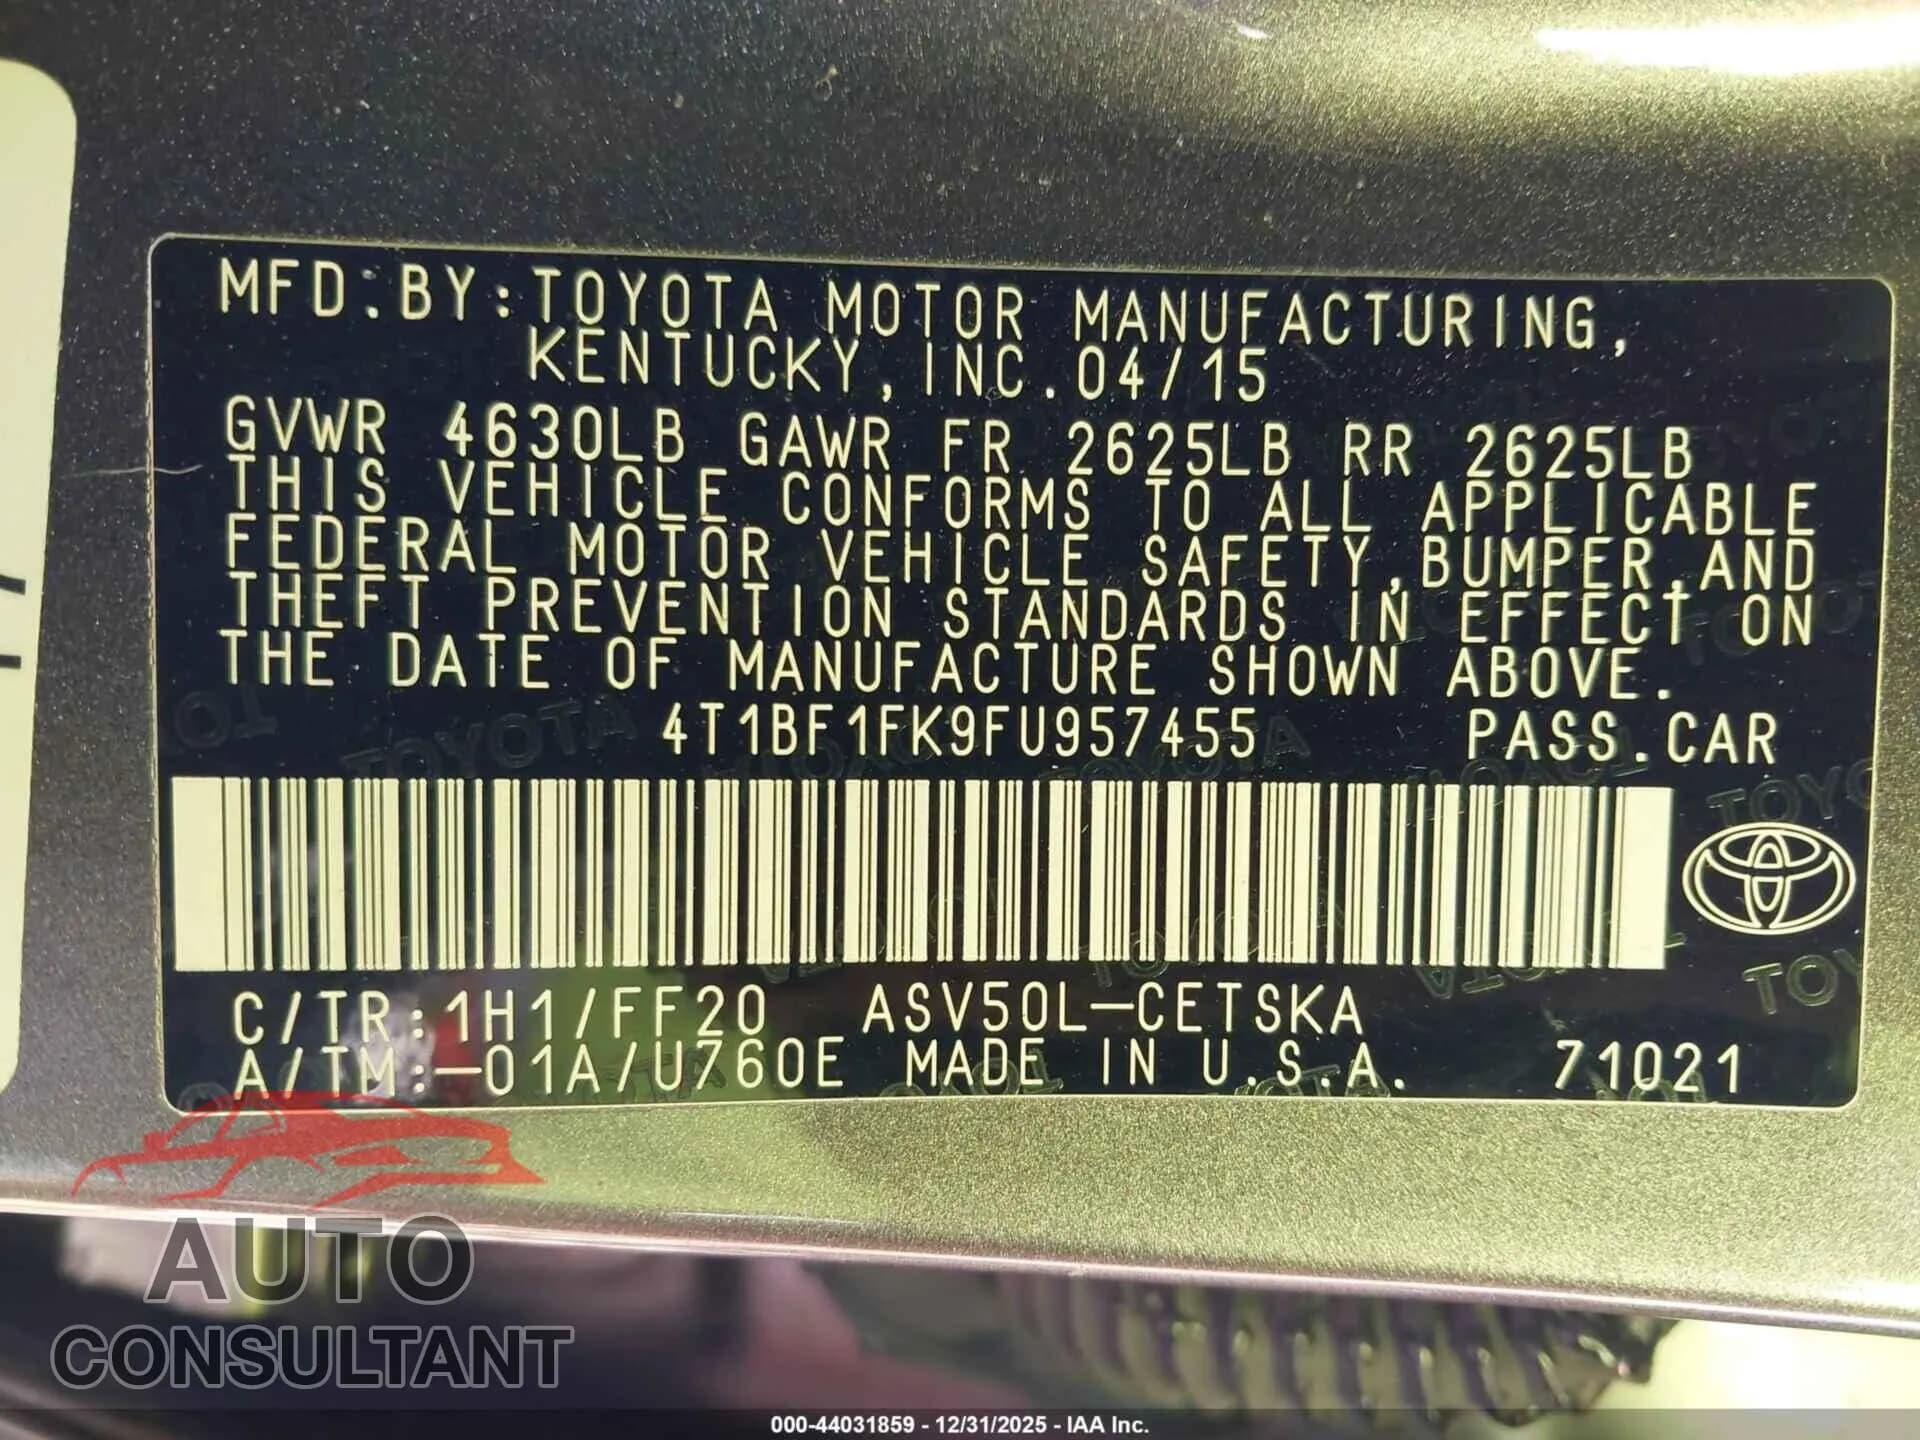 MFD.BY:TOYOTA MOTOR MANUFACTURING,
KENTUCKY,INC.04/15
GVWR 4630LB GAWR FR 2625LB RR 2625LB
THIS VEHICLE CONFORMS TO ALL APPLICABLE
FEDERAL MOTOR VEHICLE SAFETY,BUMPER,AND
THEFT PREVENTION STANDARDS IN EFFECT ON
THE DATE OF MANUFACTURE SHOWN ABOVE.
4T1BF1FK9FU957455 PASS.CAR
C/TR:1H1/FF20 ASV50L-CETSKA
A/TM:-01A/U760E MADE IN U.S.A. 71021
AUTO
CONSULTANT
000-44031859 - 12/31/2025 - IAA Inc.